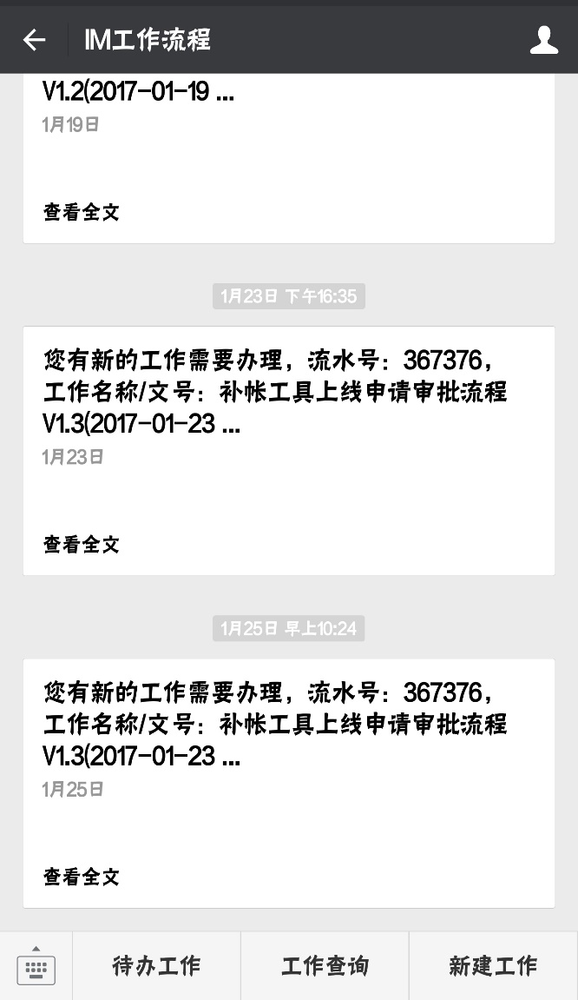 IM工作流程
V1.2(2017-01-19 ...
1月19日
查看全文
1月23日 下午16:35
您有新的工作需要办理，流水号：367376，
工作名称/文号：补帐工具上线申请审批流程
V1.3(2017-01-23 ...
1月23日
查看全文
1月25日 早上10:24
您有新的工作需要办理，流水号：367376，
工作名称/文号：补帐工具上线申请审批流程
V1.3(2017-01-23 ...
1月25日
查看全文
待办工作
工作查询
新建工作